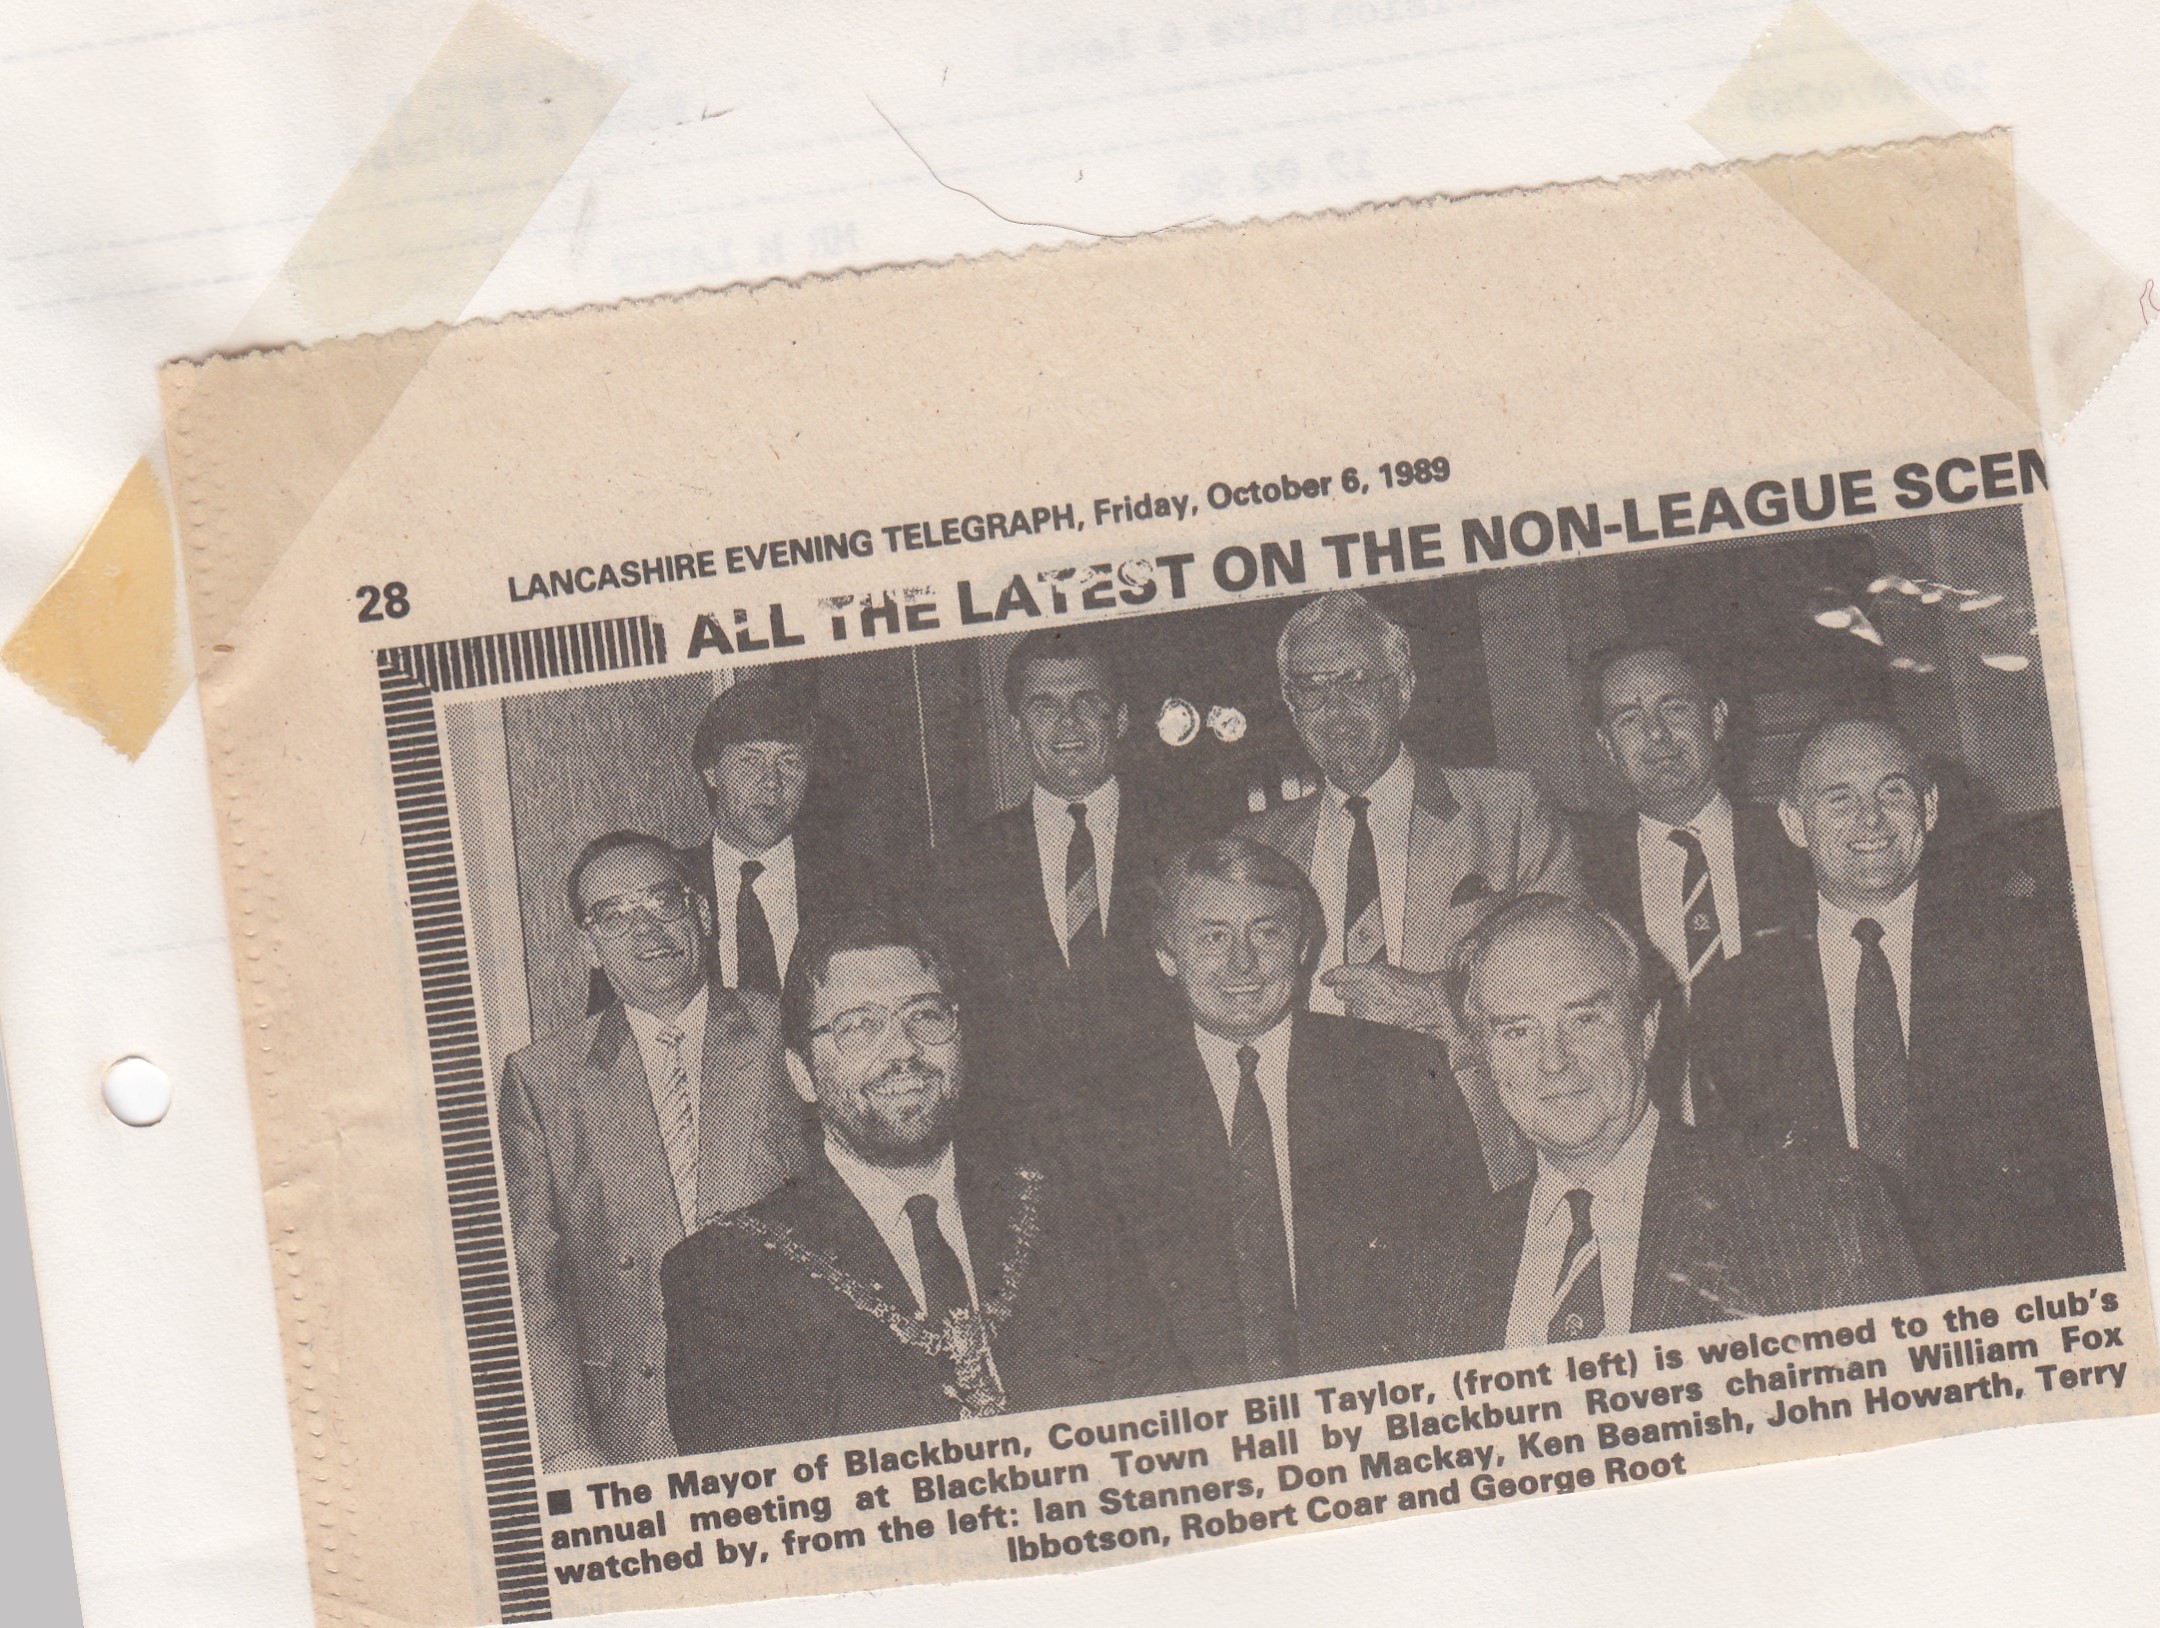 28 LANCASHIRE EVENING TELEGRAPH, Friday, October 6, 1989
ALL THE LATEST ON THE NON-LEAGUE SCEN
■ The Mayor of Blackburn, Councillor Bill Taylor, (front left) is welcomed to the club's
annual meeting at Blackburn Town Hall by Blackburn Rovers chairman William Fox
watched by, from the left: Ian Stanners, Don Mackay, Ken Beamish, John Howarth, Terry
Ibbotson, Robert Coar and George Root